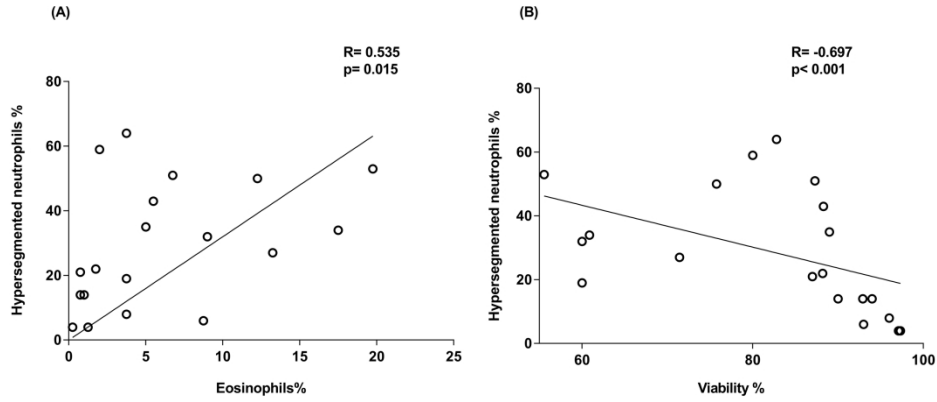 (A)
R= 0.535
p= 0.015
Hypersegmented neutrophils %
80
60
40
20
0
0 5 10 15 20 25
Eosinophils%
(B)
R= -0.697
p< 0.001
Hypersegmented neutrophils %
80
60
40
20
0
60 80 100
Viability %